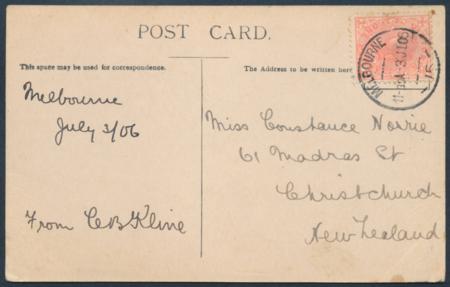 POST CARD.
This space may be used for correspondence.
The Address to be written here
MELBOURNE
Melbourne
July 3/06
Miss Constance Norrie
61 Madras St
Christchurch
New Zealand
From CB Kline